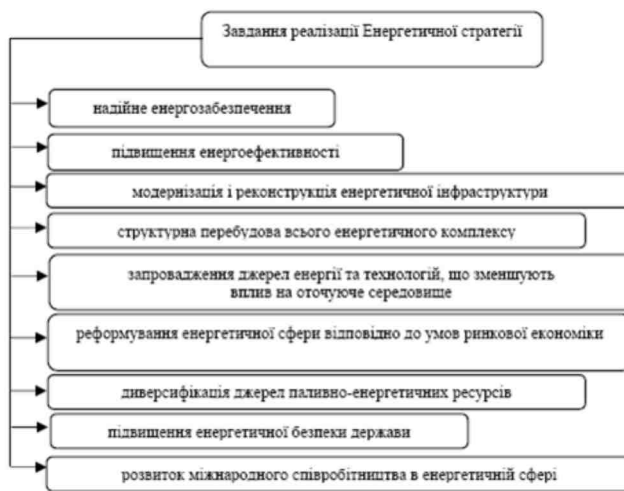 Завдання реалізації Енергетичної стратегії
надійне енергозабезпечення
підвищення енергоефективності
модернізація і реконструкція енергетичної інфраструктури
структурна перебудова всього енергетичного комплексу
запровадження джерел енергії та технологій, що зменшують
вплив на оточуюче середовище
реформування енергетичної сфери відповідно до умов ринкової економіки
диверсифікація джерел паливно-енергетичних ресурсів
підвищення енергетичної безпеки держави
розвиток міжнародного співробітництва в енергетичній сфері